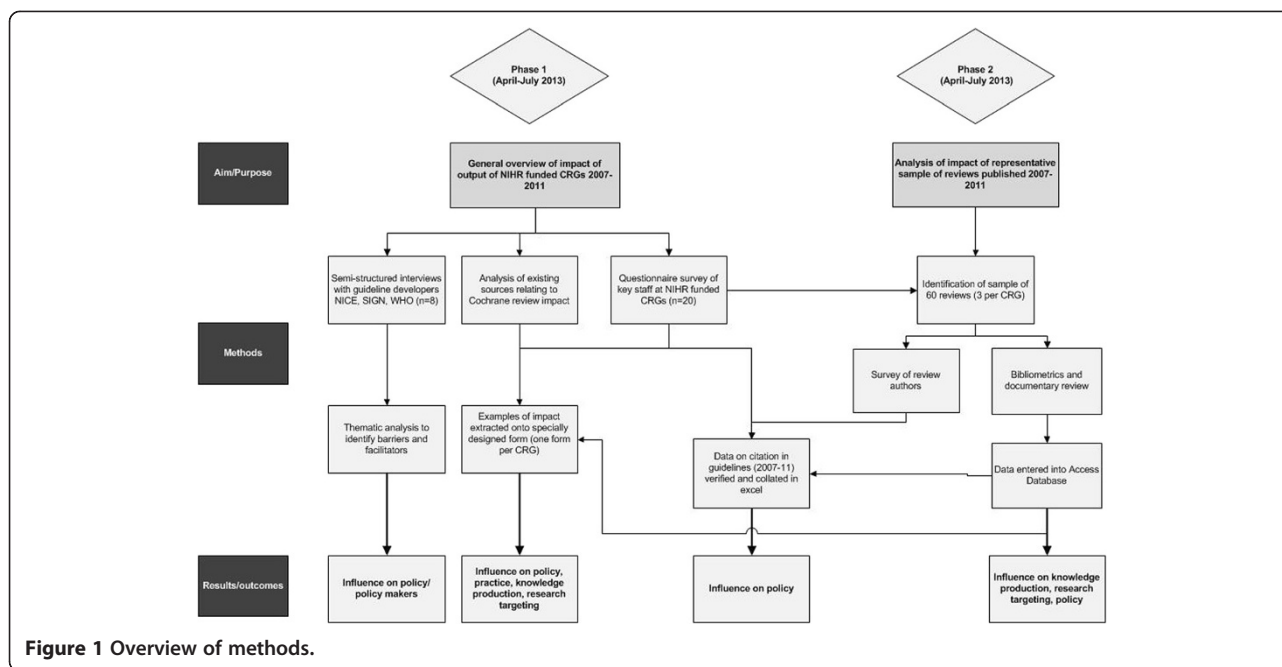 Phase 1
(April-July 2013)
Phase 2
(April-July 2013)
Aim/Purpose
General overview of impact of
output of NIHR funded CRGs 2007-
2011
Analysis of impact of representative
sample of reviews published 2007-
2011
Semi-structured interviews
with guideline developers
NICE, SIGN, WHO (n=8)
Analysis of existing
sources relating to
Cochrane review impact
Questionnaire survey of
key staff at NIHR funded
CRGs (n=20)
Identification of sample of
60 reviews (3 per CRG)
Methods
Survey of review
authors
Bibliometrics and
documentary review
Thematic analysis to
identify barriers and
facilitators
Examples of impact
extracted onto specially
designed form (one form
per CRG)
Data on citation in
guidelines (2007-11)
verified and collated in
excel
Data entered into Access
Database
Results/outcomes
Influence on policy/
policy makers
Influence on policy,
practice, knowledge
production, research
targeting
Influence on policy
Influence on knowledge
production, research
targeting, policy
Figure 1 Overview of methods.